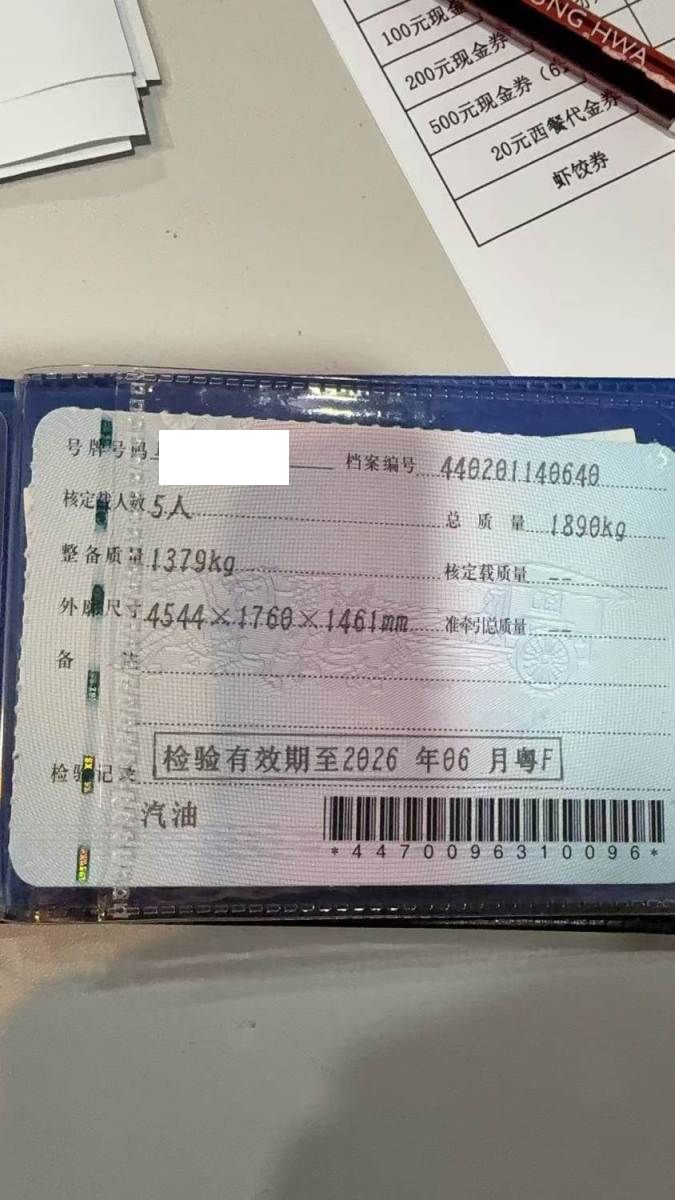 100元现金
200元现金券
500元现金券（6
20元西餐代金券
虾饺券
ONG HWA
号牌号码
档案编号 440201140640
核定载人数 5人
总质量 1890kg
整备质量 1379kg
核定载质量 --
外廓尺寸 4544×1760×1461mm
准牵引总质量 --
备
检验记录 检验有效期至2026 年06 月粤F
汽油
*4470096310096*